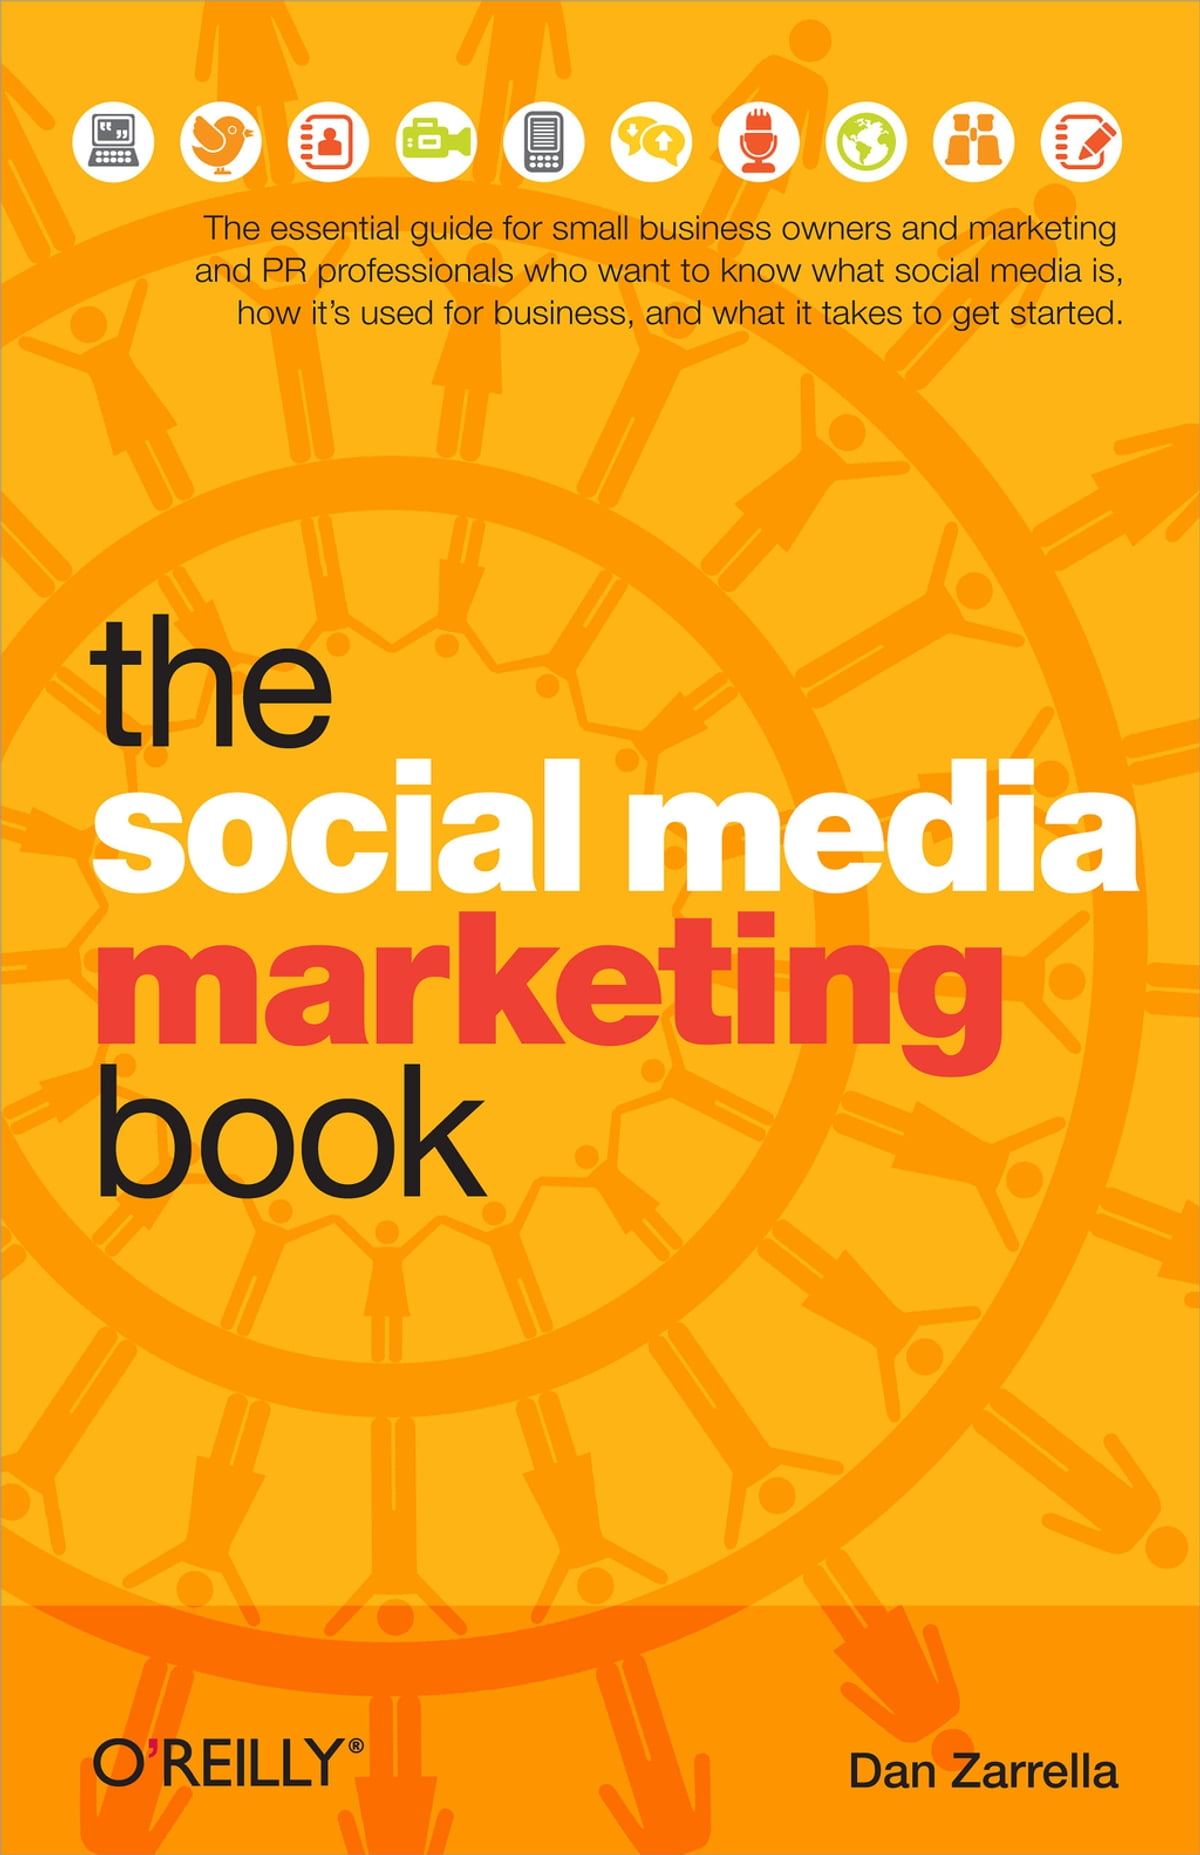 The essential guide for small business owners and marketing
and PR professionals who want to know what social media is,
how it's used for business, and what it takes to get started.
the
social media
marketing
book
O'REILLY®
Dan Zarrella